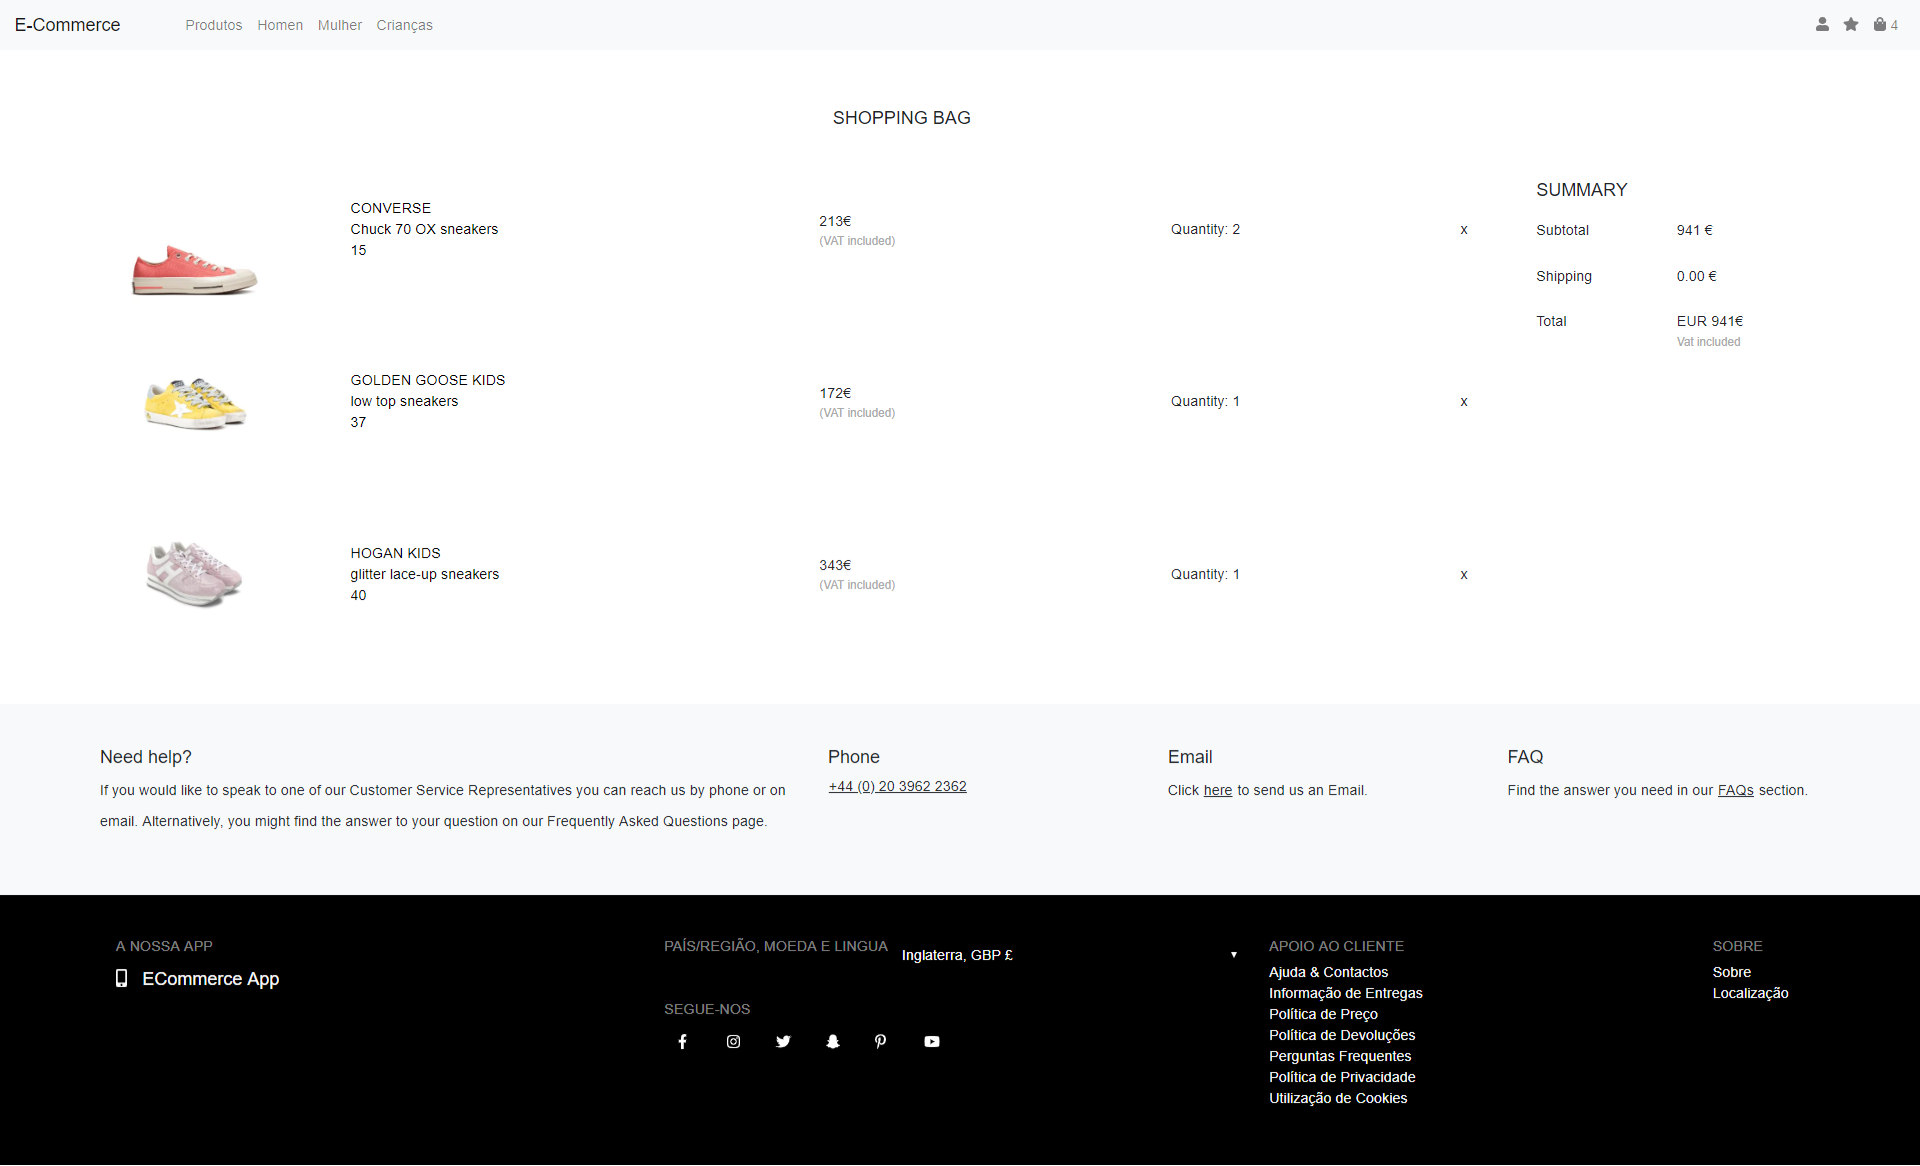 E-Commerce Produtos Homen Mulher Crianças 4
SHOPPING BAG
CONVERSE
Chuck 70 OX sneakers
15
213€
(VAT included)
Quantity: 2
x
GOLDEN GOOSE KIDS
low top sneakers
37
172€
(VAT included)
Quantity: 1
x
HOGAN KIDS
glitter lace-up sneakers
40
343€
(VAT included)
Quantity: 1
x
SUMMARY
Subtotal 941 €
Shipping 0.00 €
Total EUR 941€
Vat included
Need help?
If you would like to speak to one of our Customer Service Representatives you can reach us by phone or on
email. Alternatively, you might find the answer to your question on our Frequently Asked Questions page.
Phone
+44 (0) 20 3962 2362
Email
Click here to send us an Email.
FAQ
Find the answer you need in our FAQs section.
A NOSSA APP
ECommerce App
PAÍS/REGIÃO, MOEDA E LINGUA
Inglaterra, GBP £
SEGUE-NOS
APOIO AO CLIENTE
Ajuda & Contactos
Informação de Entregas
Política de Preço
Política de Devoluções
Perguntas Frequentes
Política de Privacidade
Utilização de Cookies
SOBRE
Sobre
Localização